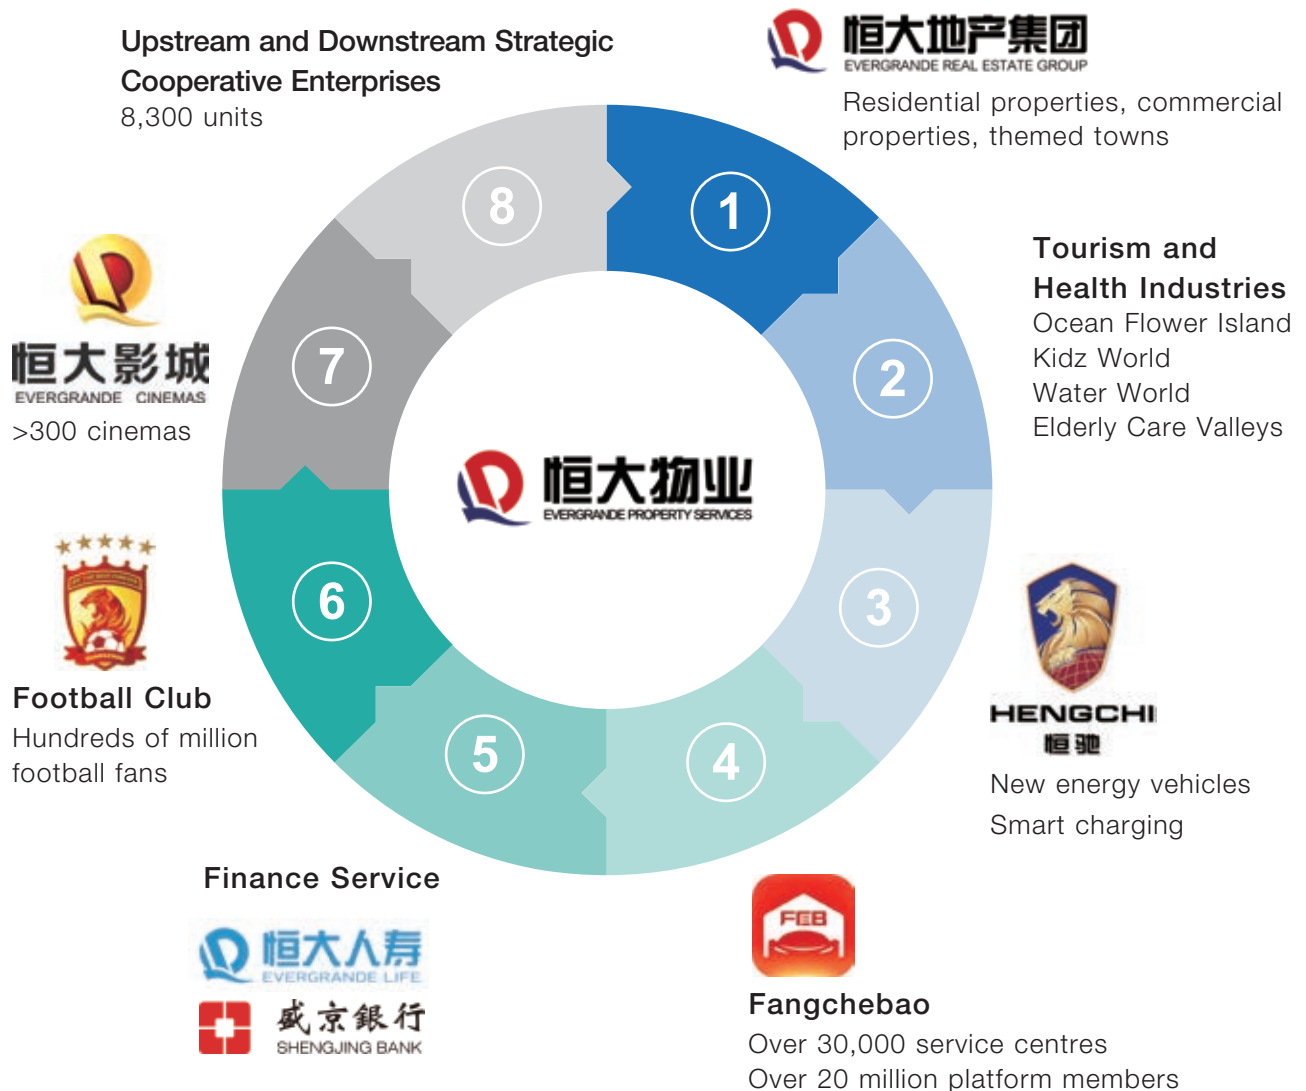 Upstream and Downstream Strategic
Cooperative Enterprises
8,300 units
恒大地产集团
EVERGRANDE REAL ESTATE GROUP
Residential properties, commercial
properties, themed towns
8
1
Tourism and
Health Industries
Ocean Flower Island
Kidz World
Water World
Elderly Care Valleys
恒大影城
EVERGRANDE CINEMAS
>300 cinemas
7
2
恒大物业
EVERGRANDE PROPERTY SERVICES
6
3
Football Club
Hundreds of million
football fans
HENGCHI
恒驰
New energy vehicles
Smart charging
5
4
Finance Service
恒大人寿
EVERGRANDE LIFE
盛京銀行
SHENGJING BANK
FCB
Fangchebao
Over 30,000 service centres
Over 20 million platform members